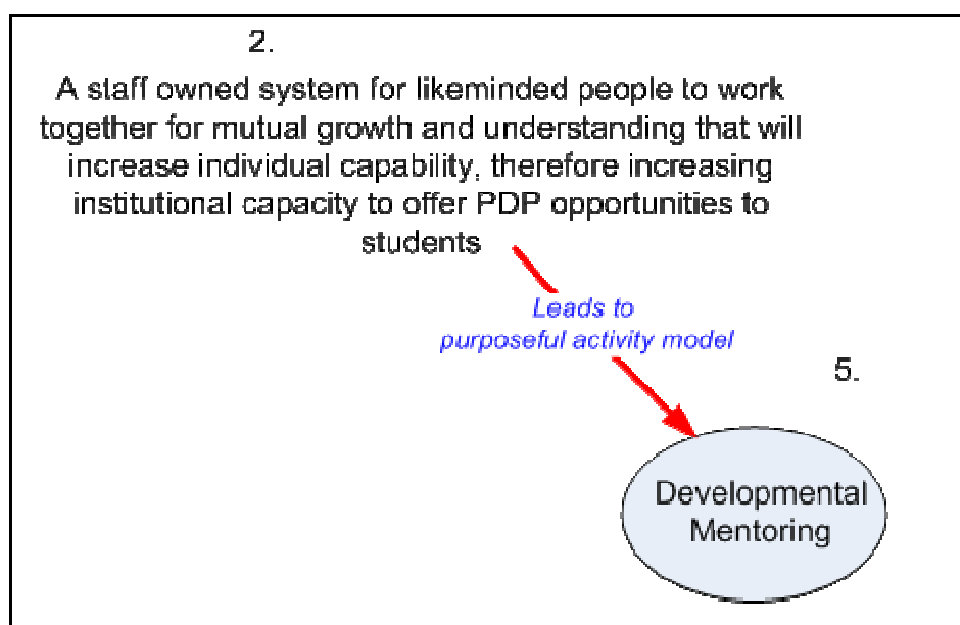 2.
A staff owned system for likeminded people to work
together for mutual growth and understanding that will
increase individual capability, therefore increasing
institutional capacity to offer PDP opportunities to
students
Leads to
purposeful activity model
5.
Developmental
Mentoring